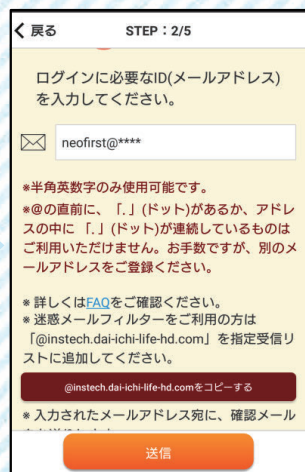 戻る
STEP：2/5
ログインに必要なID(メールアドレス)
を入力してください。
neofirst@****
*半角英数字のみ使用可能です。
*@の直前に、「.」(ドット)があるか、アドレ
スの中に「.」(ドット)が連続しているものは
ご利用いただけません。お手数ですが、別のメ
ールアドレスをご登録ください。
* 詳しくはFAQをご確認ください。
* 迷惑メールフィルターをご利用の方は
「@instech.dai-ichi-life-hd.com」を指定受信リ
ストに追加してください。
@instech.dai-ichi-life-hd.comをコピーする
* 入力されたメールアドレス宛に、確認メール
送信